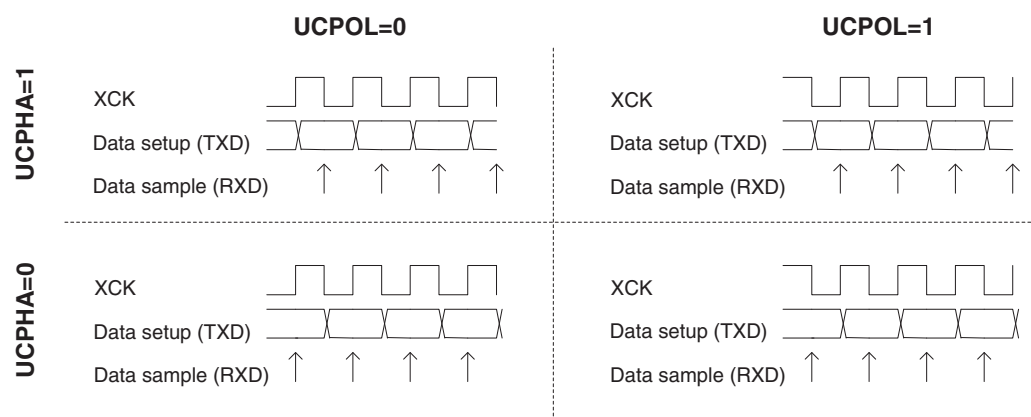 UCPOL=0
UCPOL=1
UCPHA=1
XCK
Data setup (TXD)
Data sample (RXD)
XCK
Data setup (TXD)
Data sample (RXD)
UCPHA=0
XCK
Data setup (TXD)
Data sample (RXD)
XCK
Data setup (TXD)
Data sample (RXD)